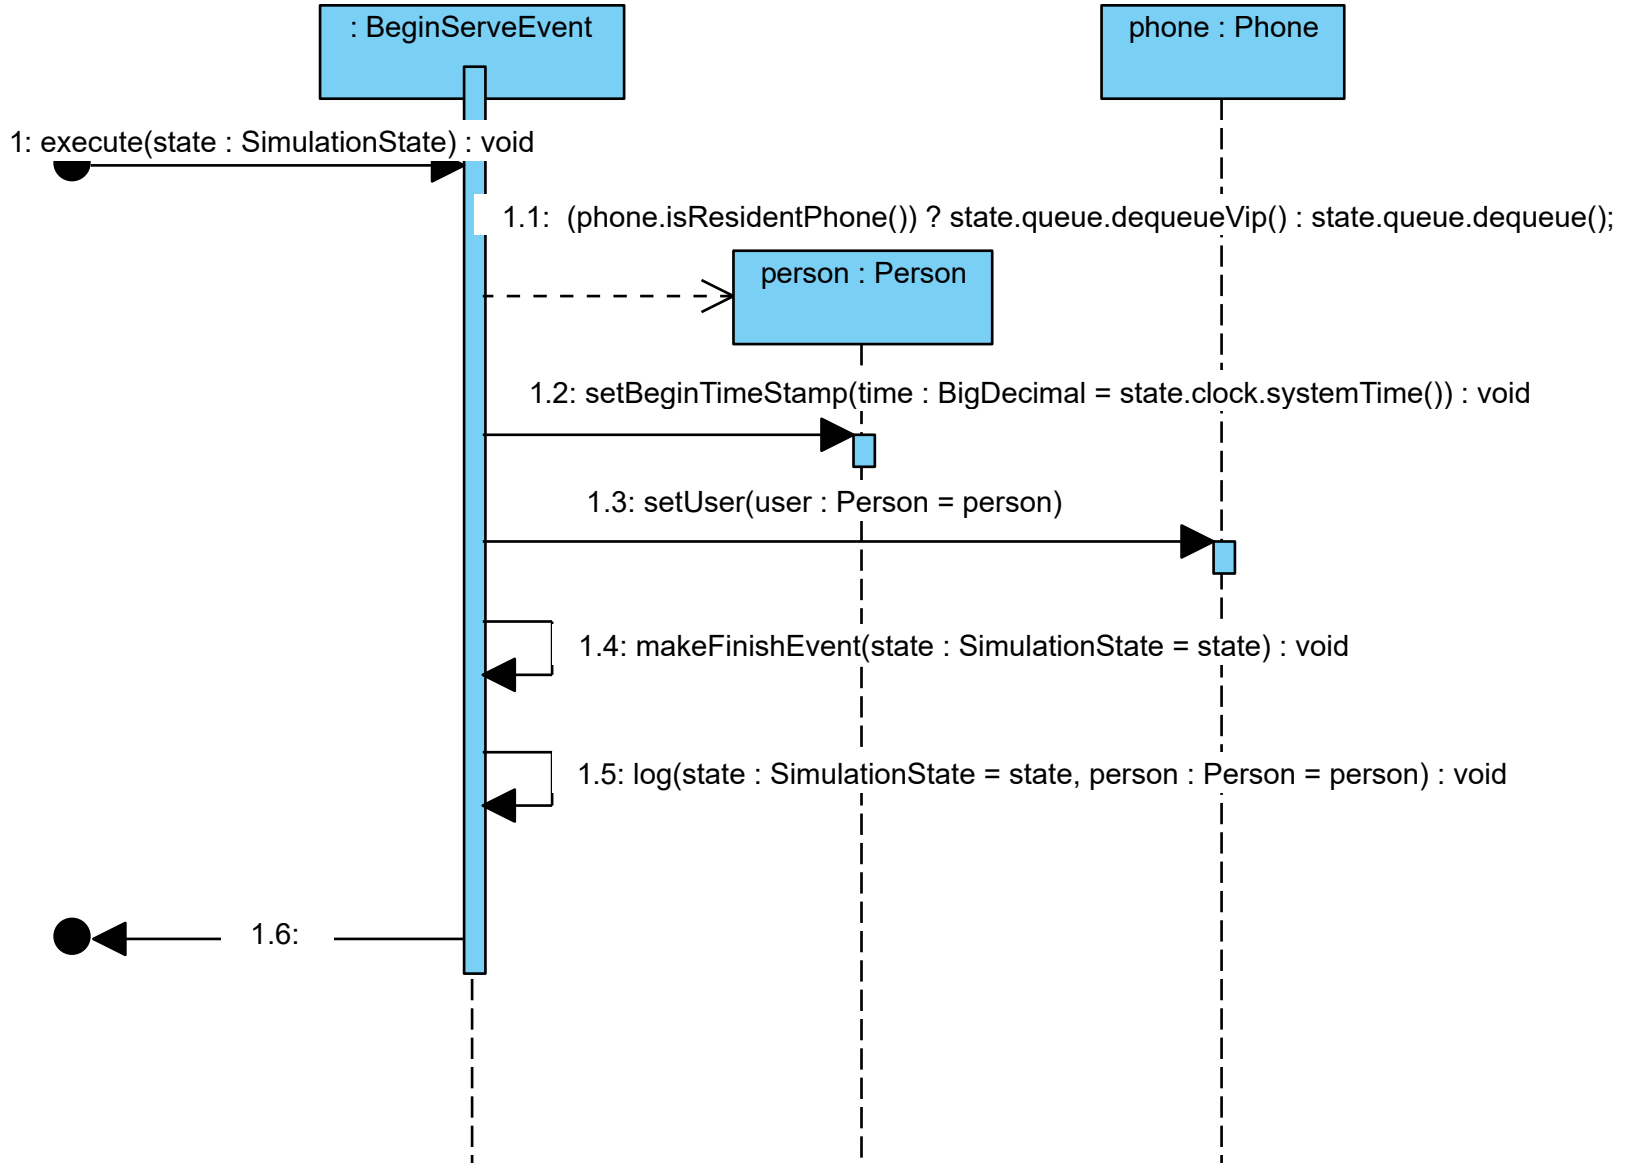 : BeginServeEvent
phone : Phone
1: execute(state : SimulationState) : void
1.1:  (phone.isResidentPhone()) ? state.queue.dequeueVip() : state.queue.dequeue();
person : Person
1.2: setBeginTimeStamp(time : BigDecimal = state.clock.systemTime()) : void
1.3: setUser(user : Person = person)
1.4: makeFinishEvent(state : SimulationState = state) : void
1.5: log(state : SimulationState = state, person : Person = person) : void
1.6: